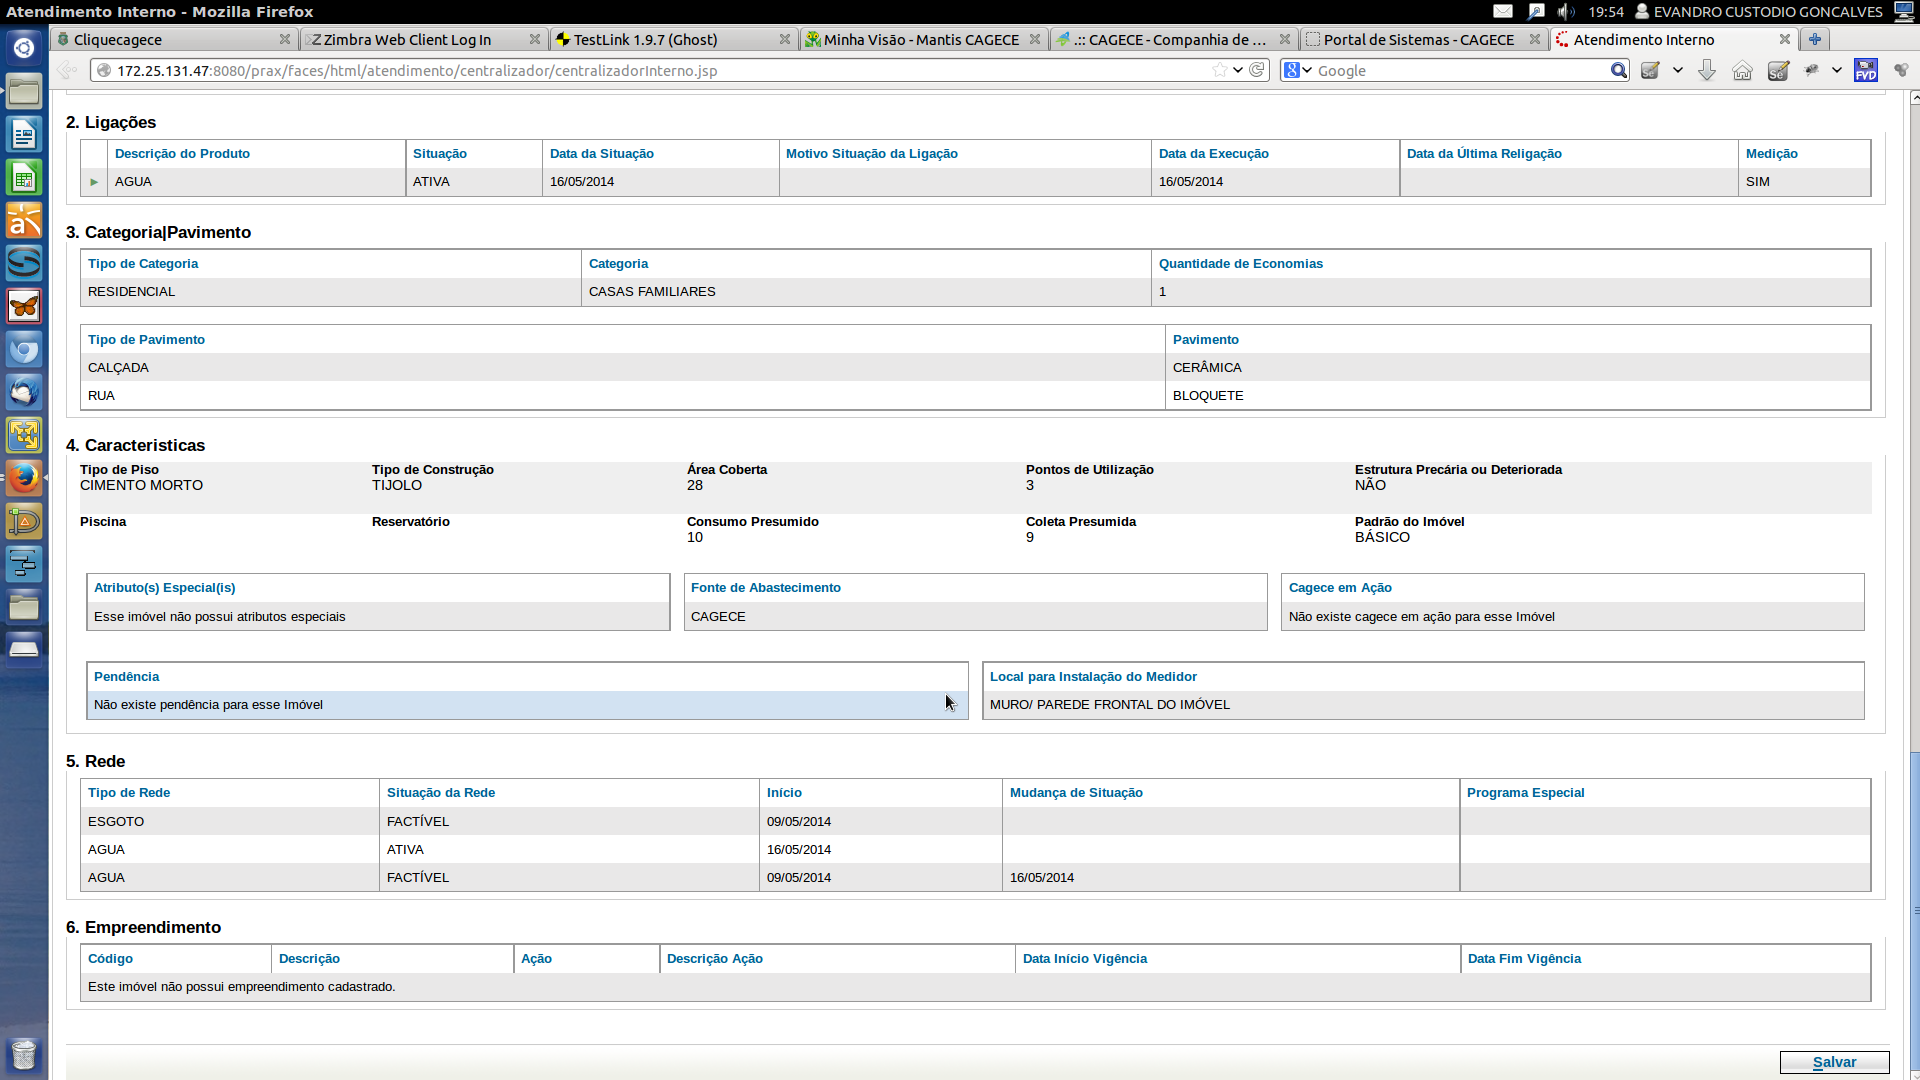 Atendimento Interno - Mozilla Firefox
19:54 EVANDRO CUSTODIO GONCALVES
Cliquecagece
Zimbra Web Client Log In
TestLink 1.9.7 (Ghost)
Minha Visão - Mantis CAGECE
.:: CAGECE - Companhia de ...
Portal de Sistemas - CAGECE
Atendimento Interno
172.25.131.47:8080/prax/faces/html/atendimento/centralizador/centralizadorInterno.jsp
Google
FVD
2. Ligações
Descrição do Produto Situação Data da Situação Motivo Situação da Ligação Data da Execução Data da Última Religação Medição
AGUA ATIVA 16/05/2014 16/05/2014 SIM
3. Categoria|Pavimento
Tipo de Categoria Categoria Quantidade de Economias
RESIDENCIAL CASAS FAMILIARES 1
Tipo de Pavimento Pavimento
CALÇADA CERÂMICA
RUA BLOQUETE
4. Caracteristicas
Tipo de Piso Tipo de Construção Área Coberta Pontos de Utilização Estrutura Precária ou Deteriorada
CIMENTO MORTO TIJOLO 28 3 NÃO
Piscina Reservatório Consumo Presumido Coleta Presumida Padrão do Imóvel
10 9 BÁSICO
Atributo(s) Especial(is) Fonte de Abastecimento Cagece em Ação
Esse imóvel não possui atributos especiais CAGECE Não existe cagece em ação para esse Imóvel
Pendência Local para Instalação do Medidor
Não existe pendência para esse Imóvel MURO/ PAREDE FRONTAL DO IMÓVEL
5. Rede
Tipo de Rede Situação da Rede Início Mudança de Situação Programa Especial
ESGOTO FACTÍVEL 09/05/2014
AGUA ATIVA 16/05/2014
AGUA FACTÍVEL 09/05/2014 16/05/2014
6. Empreendimento
Código Descrição Ação Descrição Ação Data Início Vigência Data Fim Vigência
Este imóvel não possui empreendimento cadastrado.
Salvar